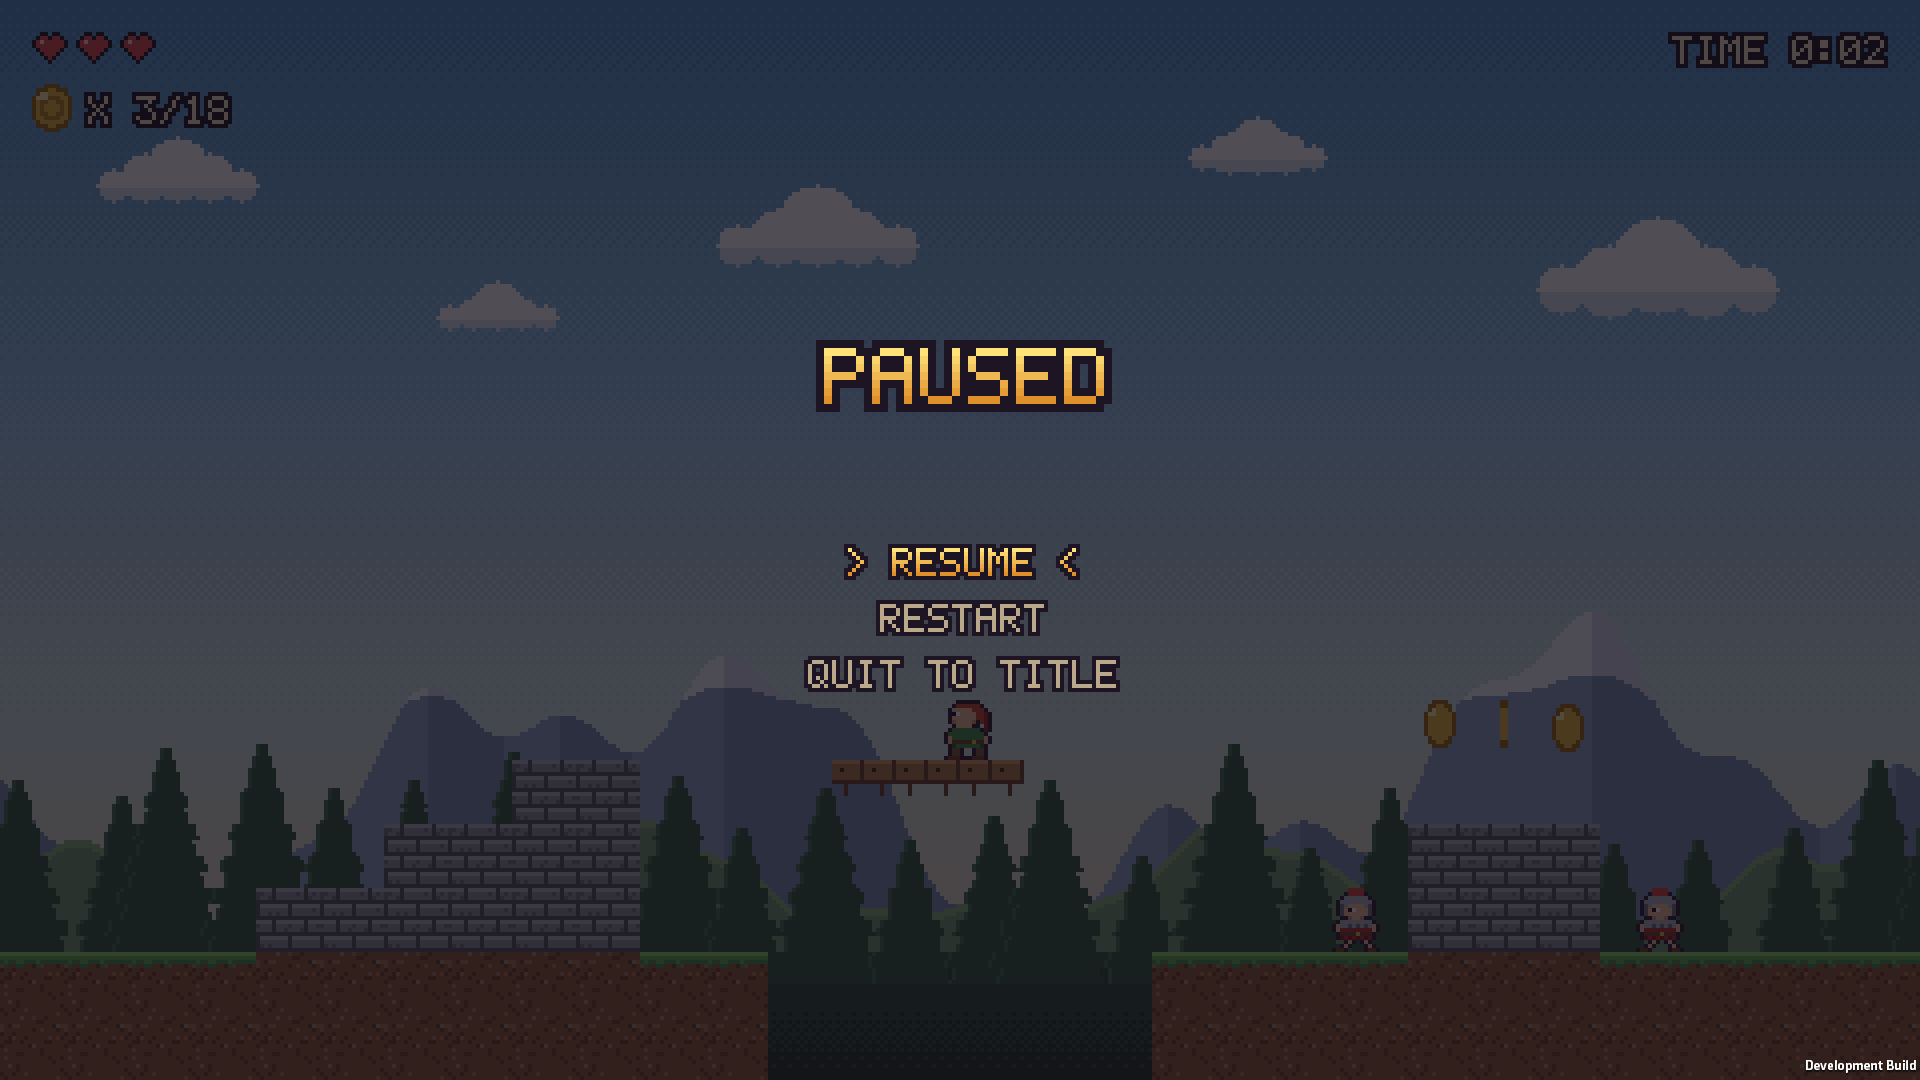 TIME 0:02
X 3/18
PAUSED
> RESUME <
RESTART
QUIT TO TITLE
Development Build